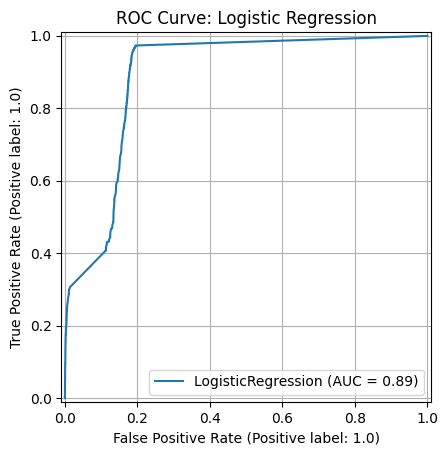 ROC Curve: Logistic Regression
True Positive Rate (Positive label: 1.0)
1.0
0.8
0.6
0.4
0.2
0.0
LogisticRegression (AUC = 0.89)
0.0 0.2 0.4 0.6 0.8 1.0
False Positive Rate (Positive label: 1.0)